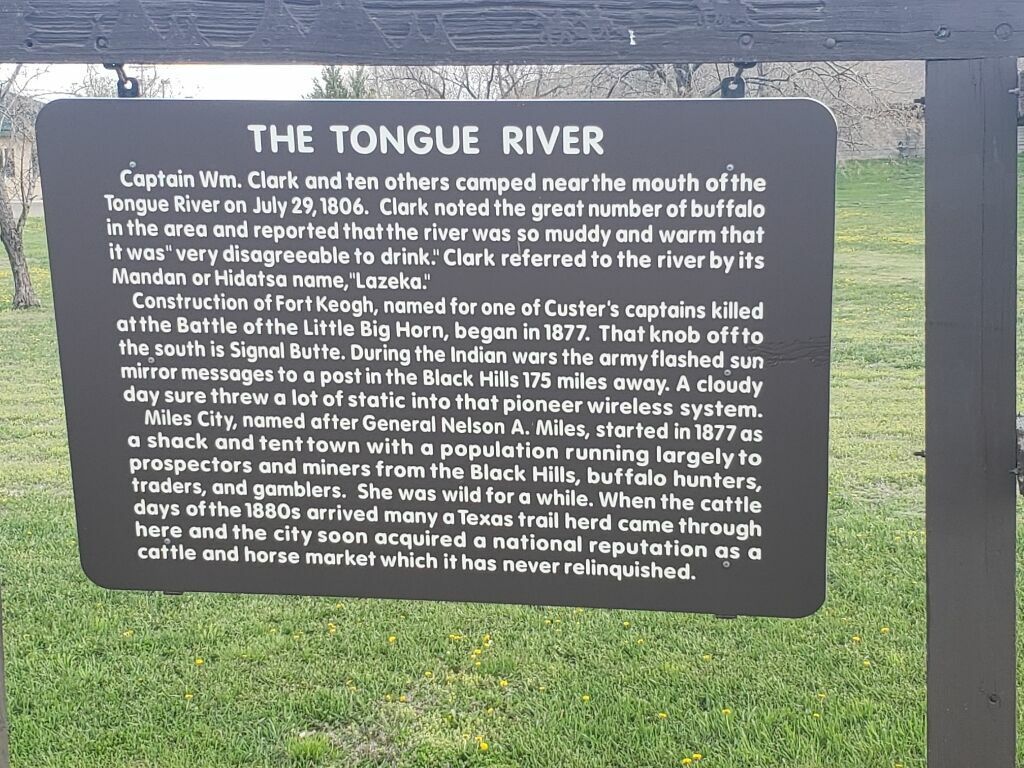 THE TONGUE RIVER
Captain Wm. Clark and ten others camped near the mouth of the
Tongue River on July 29, 1806. Clark noted the great number of buffalo
in the area and reported that the river was so muddy and warm that
it was" very disagreeable to drink." Clark referred to the river by its
Mandan or Hidatsa name,"Lazeka."
Construction of Fort Keogh, named for one of Custer's captains killed
at the Battle of the Little Big Horn, began in 1877. That knob off to
the south is Signal Butte. During the Indian wars the army flashed sun
mirror messages to a post in the Black Hills 175 miles away. A cloudy
day sure threw a lot of static into that pioneer wireless system.
Miles City, named after General Nelson A. Miles, started in 1877 as
a shack and tent town with a population running largely to
prospectors and miners from the Black Hills, buffalo hunters,
traders, and gamblers. She was wild for a while. When the cattle
days of the 1880s arrived many a Texas trail herd came through
here and the city soon acquired a national reputation as a
cattle and horse market which it has never relinquished.